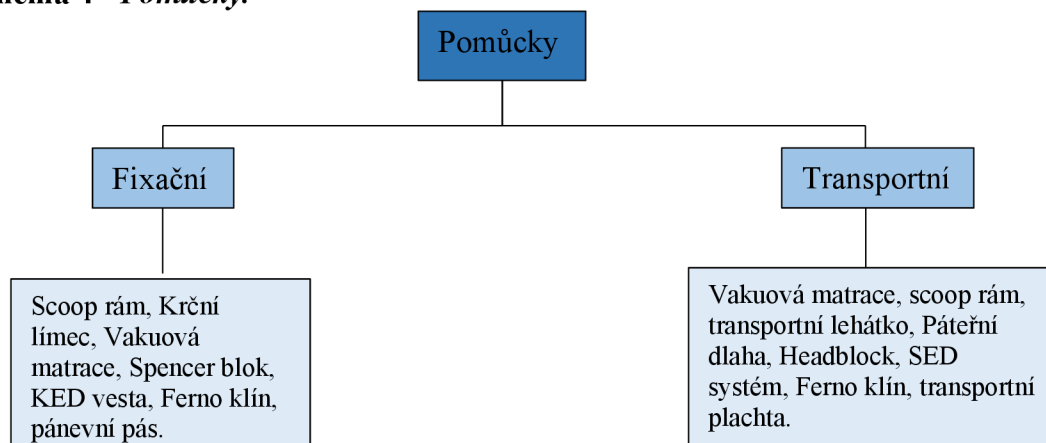 Pomůcky.
Pomůcky
Fixační
Transportní
Scoop rám, Krční
límec, Vakuová
matrace, Spencer blok,
KED vesta, Ferno klín,
pánevní pás.
Vakuová matrace, scoop rám,
transportní lehátko, Páteřní
dlaha, Headblock, SED
systém, Ferno klín, transportní
plachta.